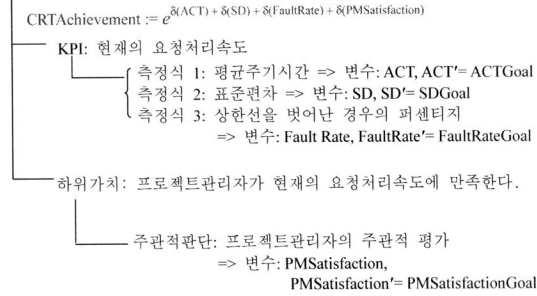 CRTAchievement := e^δ(ACT) + δ(SD) + δ(FaultRate) + δ(PMSatisfaction)
KPI: 현재의 요청처리속도
측정식 1: 평균주기시간 => 변수: ACT, ACT′= ACTGoal
측정식 2: 표준편차 => 변수: SD, SD′= SDGoal
측정식 3: 상한선을 벗어난 경우의 퍼센티지
=> 변수: Fault Rate, FaultRate′= FaultRateGoal
하위가치: 프로젝트관리자가 현재의 요청처리속도에 만족한다.
주관적판단: 프로젝트관리자의 주관적 평가
=> 변수: PMSatisfaction,
PMSatisfaction′= PMSatisfactionGoal